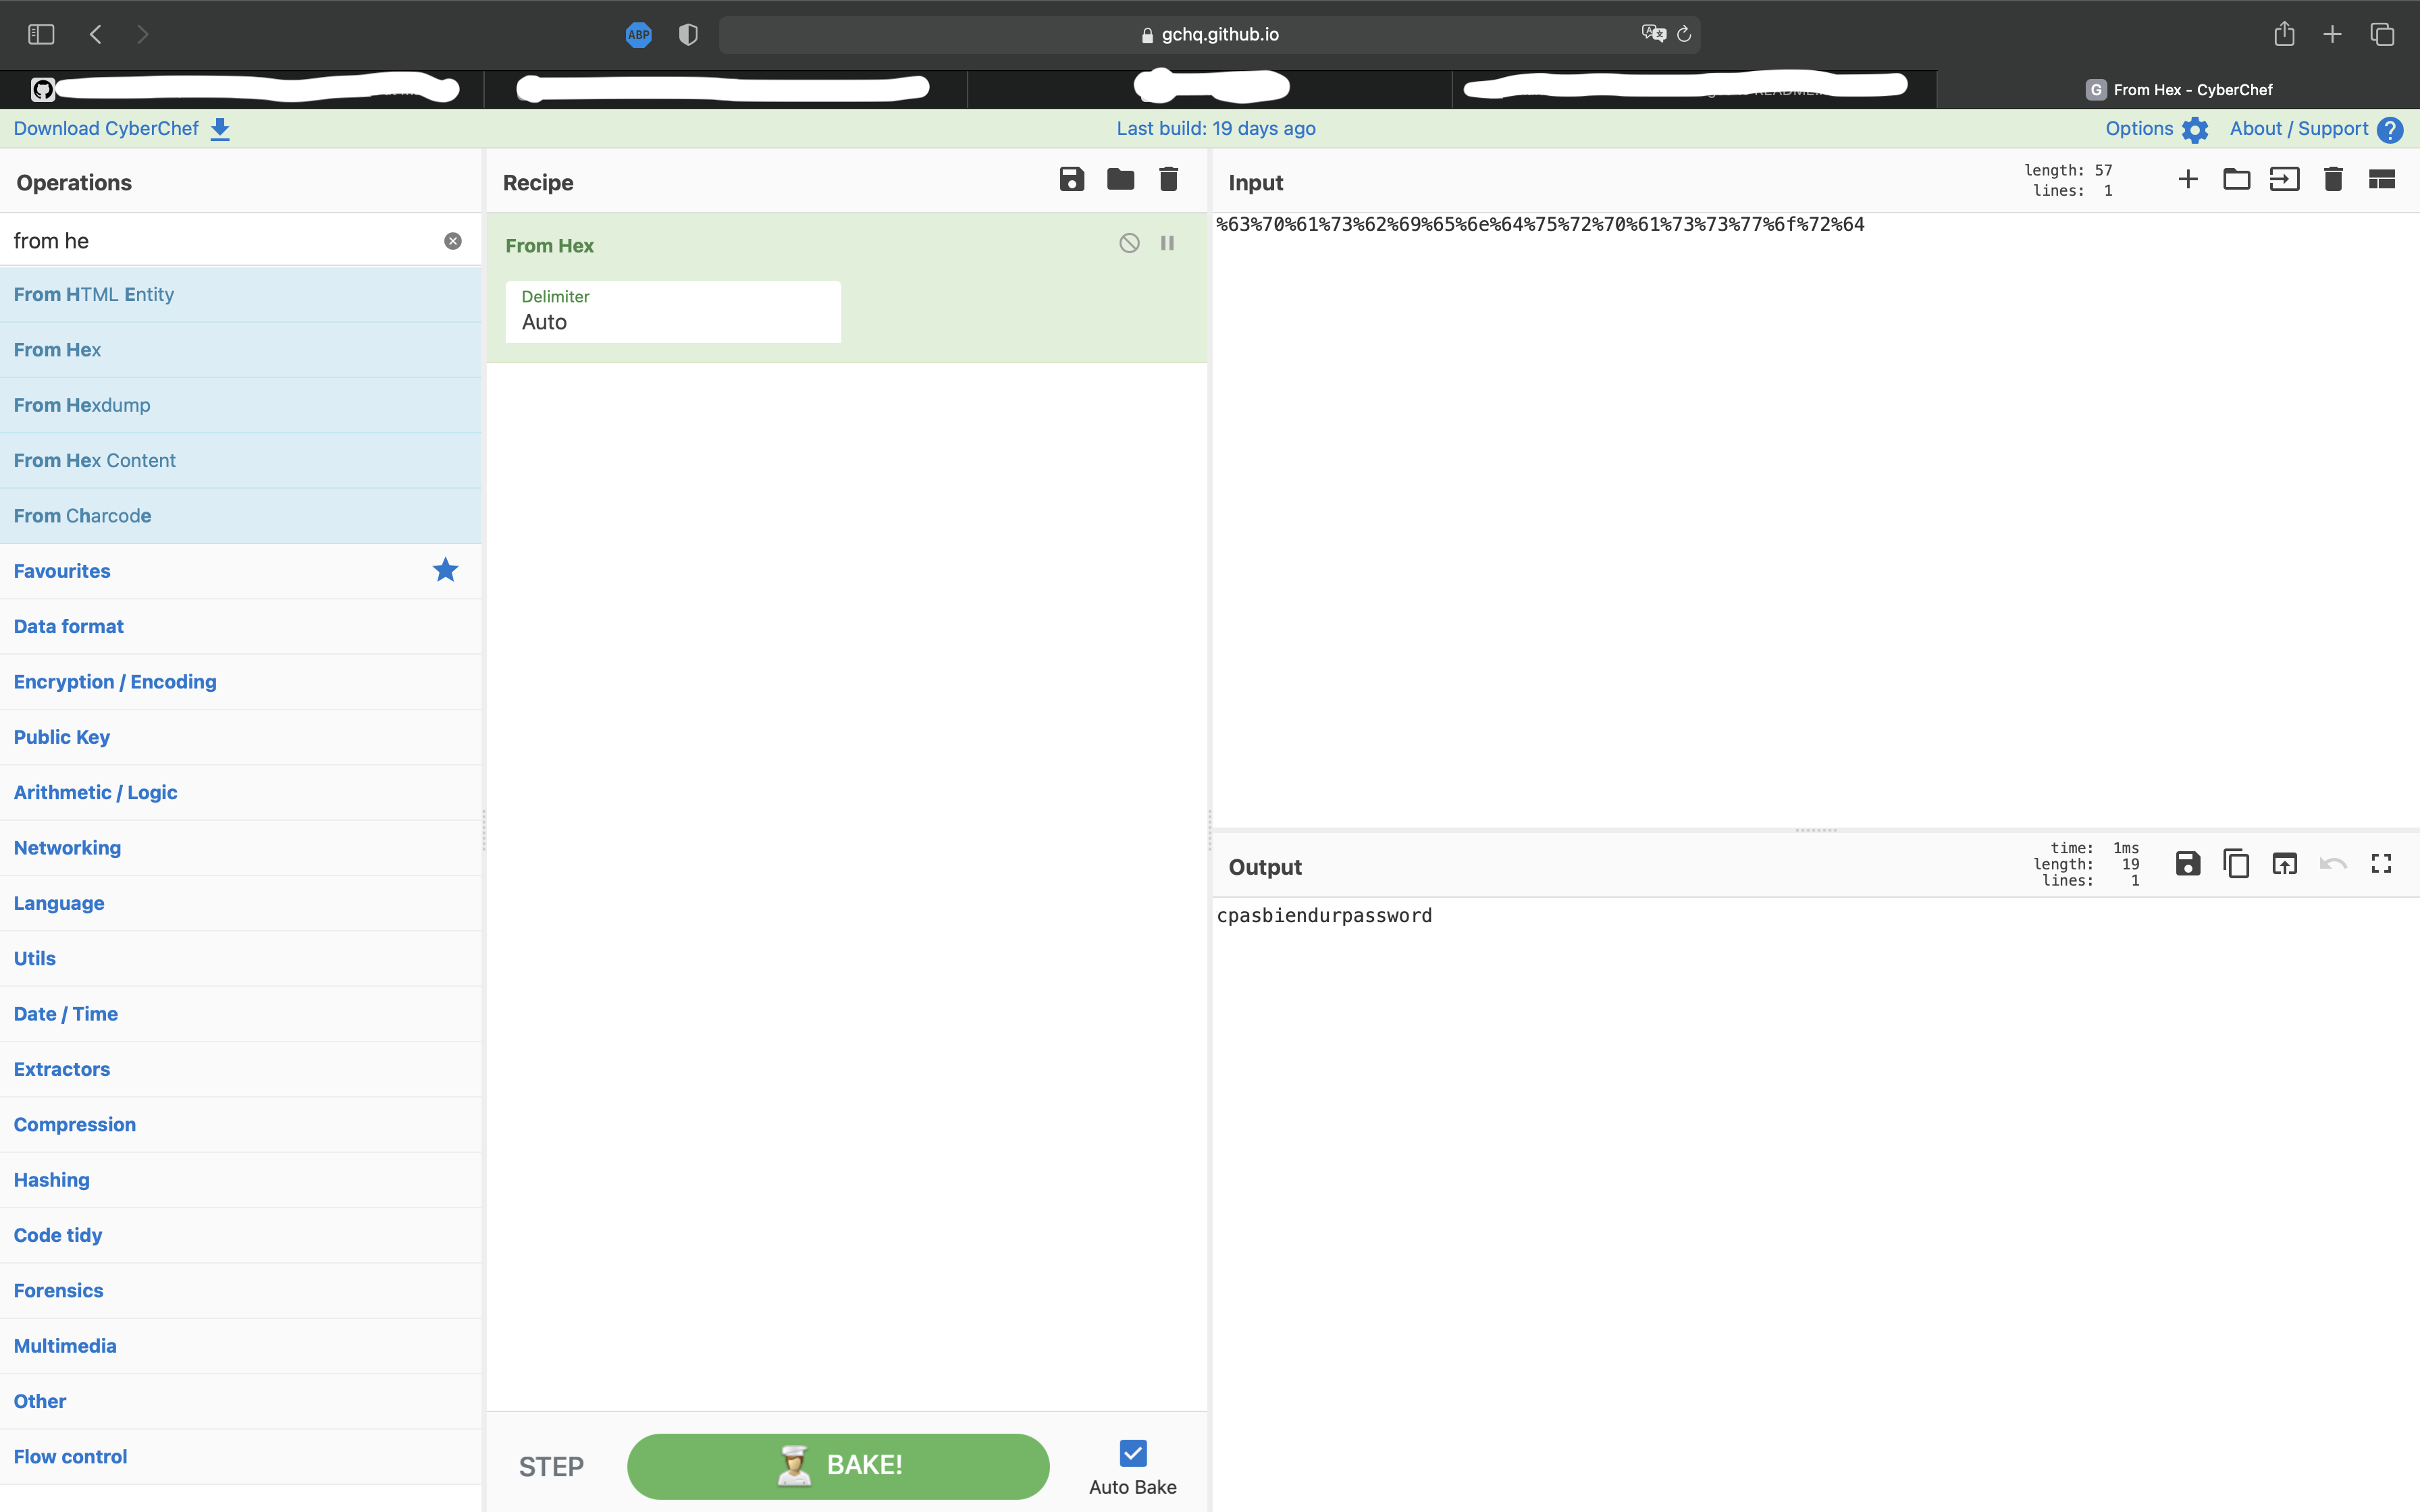 ABP
gchq.github.io
From Hex - CyberChef
Download CyberChef
Last build: 19 days ago
Options
About / Support
Operations
from he
From HTML Entity
From Hex
From Hexdump
From Hex Content
From Charcode
Favourites
Data format
Encryption / Encoding
Public Key
Arithmetic / Logic
Networking
Language
Utils
Date / Time
Extractors
Compression
Hashing
Code tidy
Forensics
Multimedia
Other
Flow control
Recipe
From Hex
Delimiter
Auto
STEP
BAKE!
Auto Bake
Input
length: 57
lines: 1
%63%70%61%73%62%69%65%6e%64%75%72%70%61%73%73%77%6f%72%64
Output
time: 1ms
length: 19
lines: 1
cpasbiendurpassword